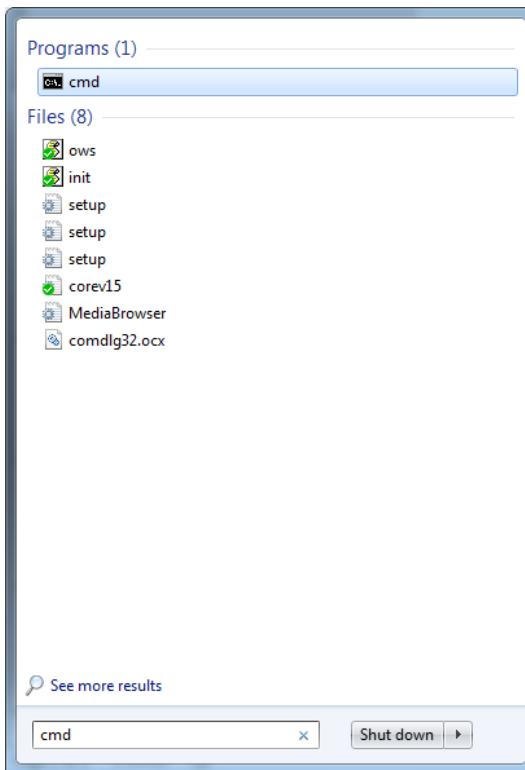 Programs (1)
cmd
Files (8)
ows
init
setup
setup
setup
corev15
MediaBrowser
comdlg32.ocx
See more results
cmd
Shut down